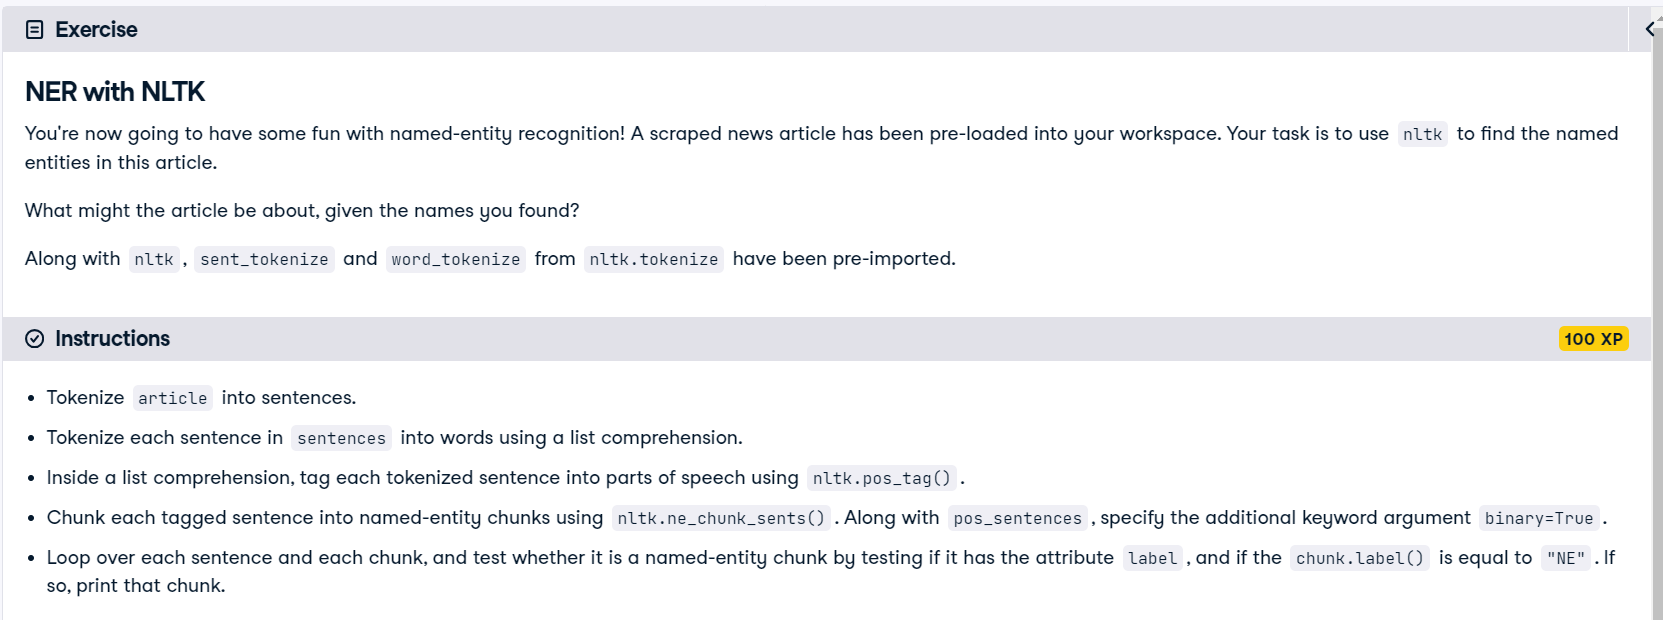 Exercise
NER with NLTK
You're now going to have some fun with named-entity recognition! A scraped news article has been pre-loaded into your workspace. Your task is to use nltk to find the named
entities in this article.
What might the article be about, given the names you found?
Along with nltk, sent_tokenize and word_tokenize from nltk.tokenize have been pre-imported.
Instructions
100 XP
• Tokenize article into sentences.
• Tokenize each sentence in sentences into words using a list comprehension.
• Inside a list comprehension, tag each tokenized sentence into parts of speech using nltk.pos_tag().
• Chunk each tagged sentence into named-entity chunks using nltk.ne_chunk_sents(). Along with pos_sentences, specify the additional keyword argument binary=True.
• Loop over each sentence and each chunk, and test whether it is a named-entity chunk by testing if it has the attribute label, and if the chunk.label() is equal to "NE". If
so, print that chunk.